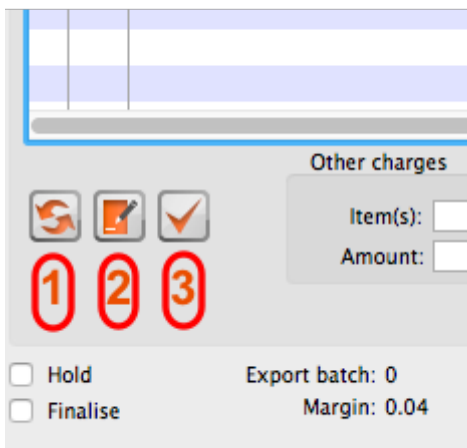 Other charges
Item(s):
Amount:
1 2 3
Hold
Export batch: 0
Finalise
Margin: 0.04